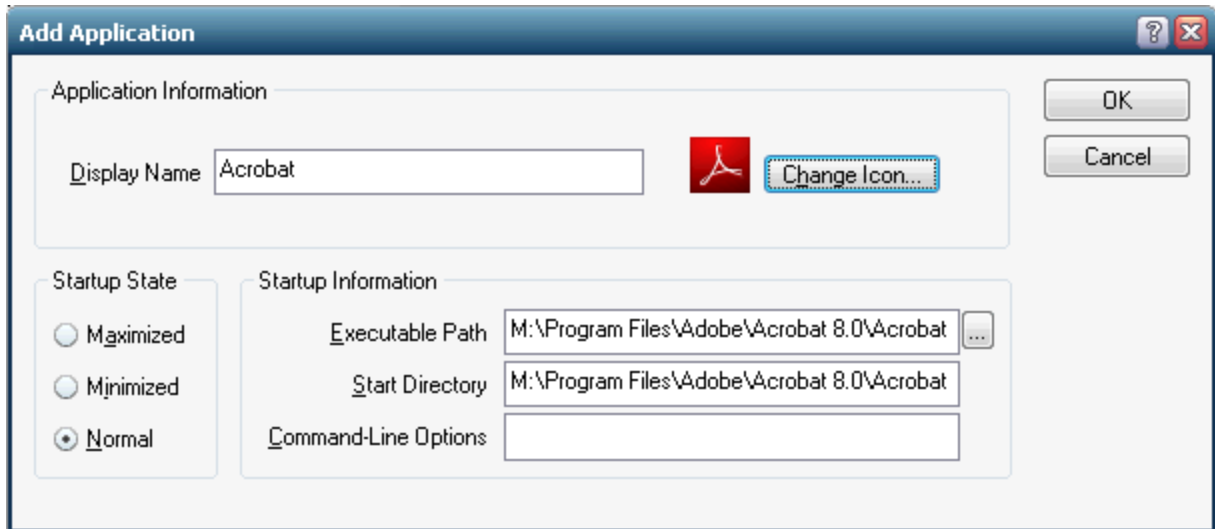 Add Application
Application Information
OK
Display Name Acrobat Change Icon...
Cancel
Startup State Startup Information
Maximized Executable Path M:\Program Files\Adobe\Acrobat 8.0\Acrobat ...
Minimized Start Directory M:\Program Files\Adobe\Acrobat 8.0\Acrobat
Normal Command-Line Options